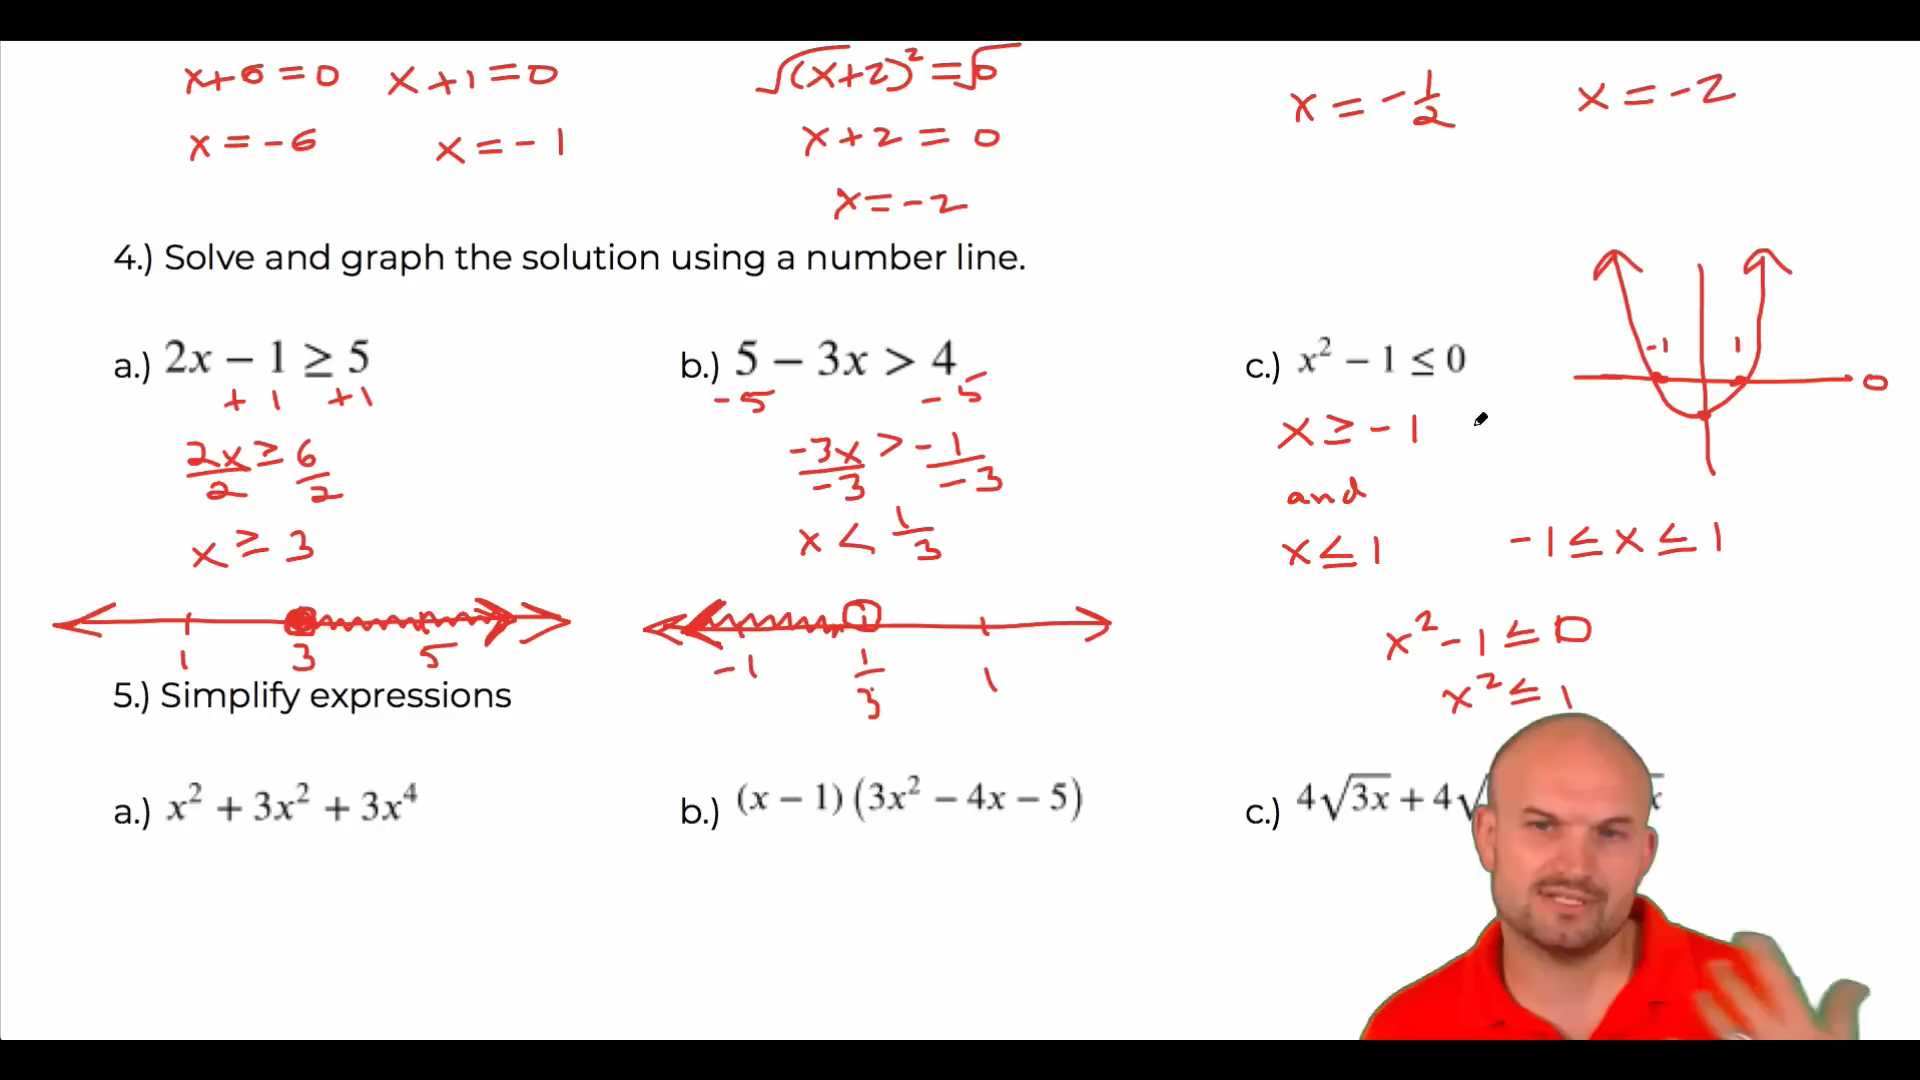 x+6=0 x+1=0 √(x+2)²=√0 x=-1/2 x=-2
x=-6 x=-1 x+2=0
x=-2
4.) Solve and graph the solution using a number line.
a.) 2x − 1 ≥ 5 b.) 5 − 3x > 4 c.) x² − 1 ≤ 0 -1 1 0
+1 +1 -5 -5
2x/2 ≥ 6/2 -3x/-3 > -1/-3 x ≥ -1
and
x ≥ 3 x < 1/3 x ≤ 1 -1 ≤ x ≤ 1
1 3 5 -1 1/3 1 x²-1 ≤ 0
5.) Simplify expressions x² ≤ 1
a.) x² + 3x² + 3x⁴ b.) (x − 1)(3x² − 4x − 5) c.) 4√3x + 4√